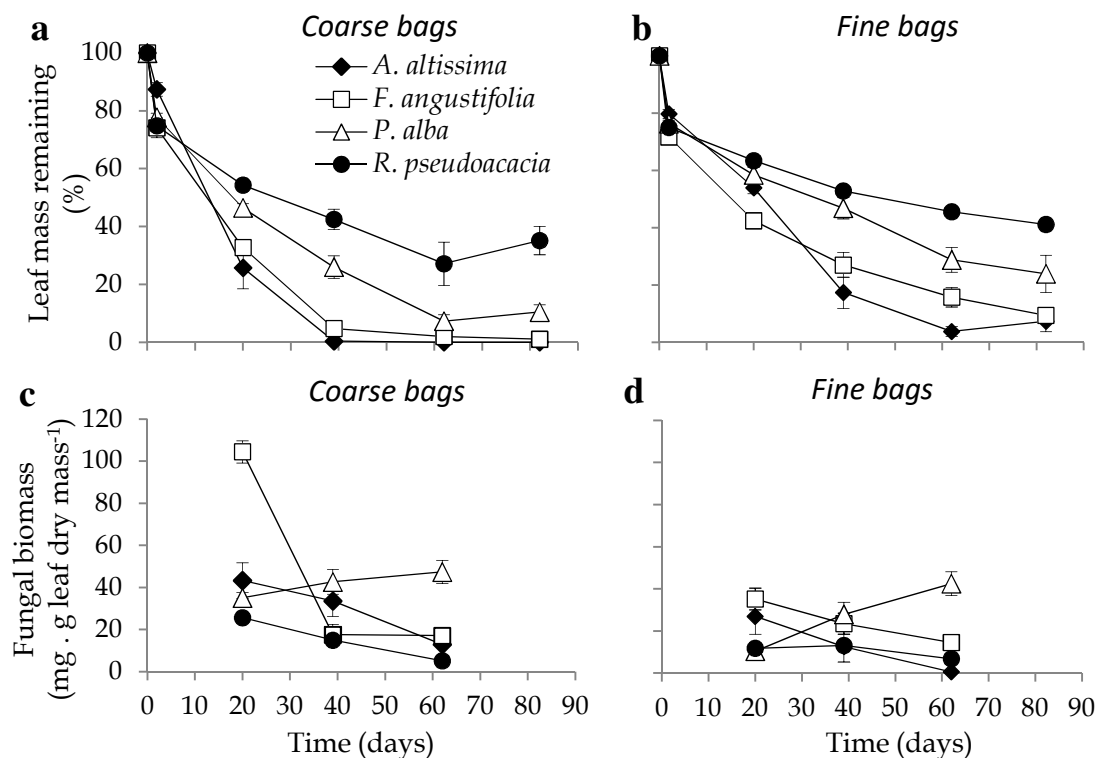 a
Coarse bags
b
Fine bags
100
80
60
40
20
0
Leaf mass remaining
(%)
A. altissima
F. angustifolia
P. alba
R. pseudoacacia
c
Coarse bags
d
Fine bags
120
100
80
60
40
20
0
Fungal biomass
(mg . g leaf dry mass⁻¹)
0 10 20 30 40 50 60 70 80 90
0 10 20 30 40 50 60 70 80 90
Time (days)
Time (days)